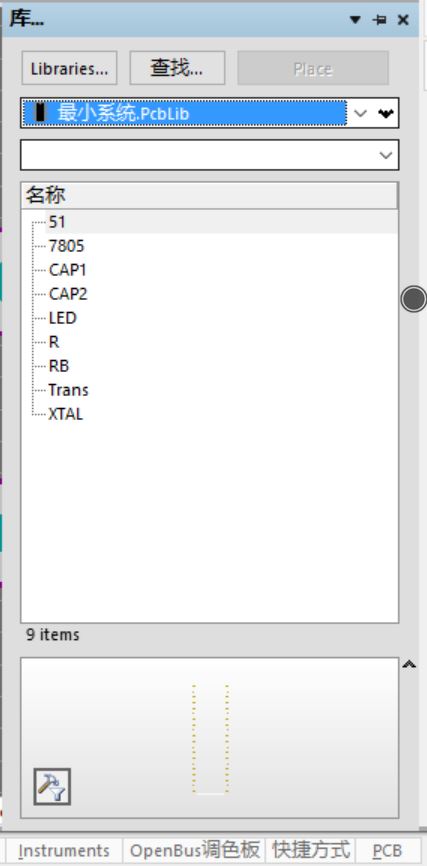 库...
Libraries...
查找...
Place
最小系统.PcbLib
名称
51
7805
CAP1
CAP2
LED
R
RB
Trans
XTAL
9 items
Instruments
OpenBus调色板
快捷方式
PCB